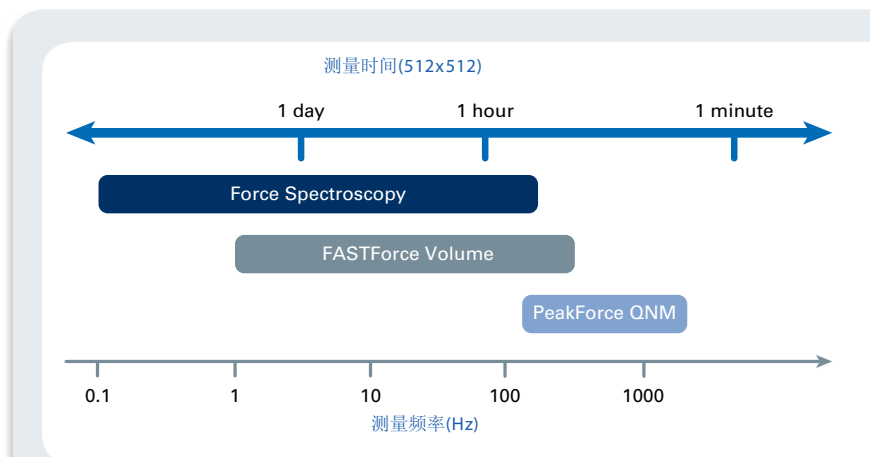 测量时间(512x512)
1 day 1 hour 1 minute
Force Spectroscopy
FASTForce Volume
PeakForce QNM
0.1 1 10 100 1000
测量频率(Hz)